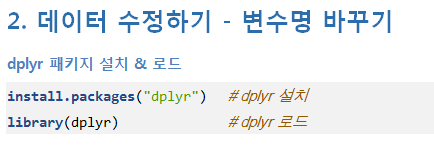 2. 데이터 수정하기 - 변수명 바꾸기
dplyr 패키지 설치 & 로드
install.packages("dplyr")  # dplyr 설치
library(dplyr)  # dplyr 로드